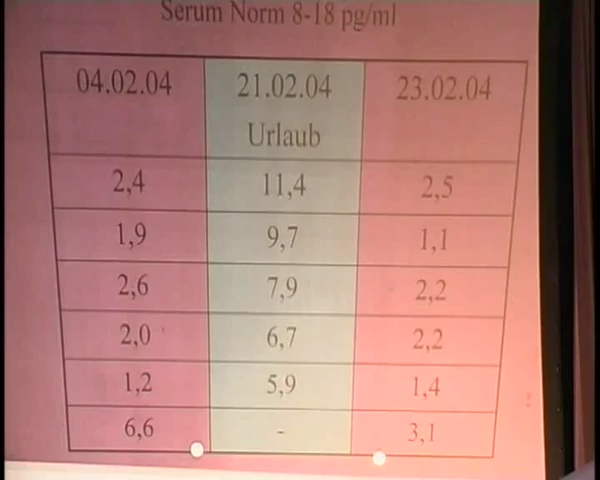 Serum Norm 8-18 pg/ml
04.02.04 21.02.04 23.02.04
Urlaub
2,4 11,4 2,5
1,9 9,7 1,1
2,6 7,9 2,2
2,0 6,7 2,2
1,2 5,9 1,4
6,6 - 3,1